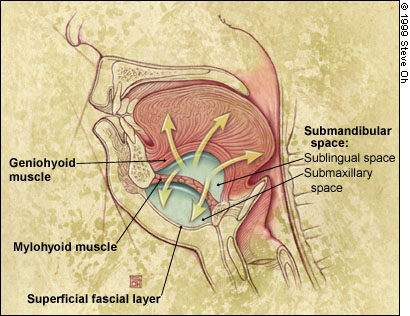 © 1999 Steve Oh
Geniohyoid
muscle
Mylohyoid muscle
Superficial fascial layer
Submandibular
space:
Sublingual space
Submaxillary
space